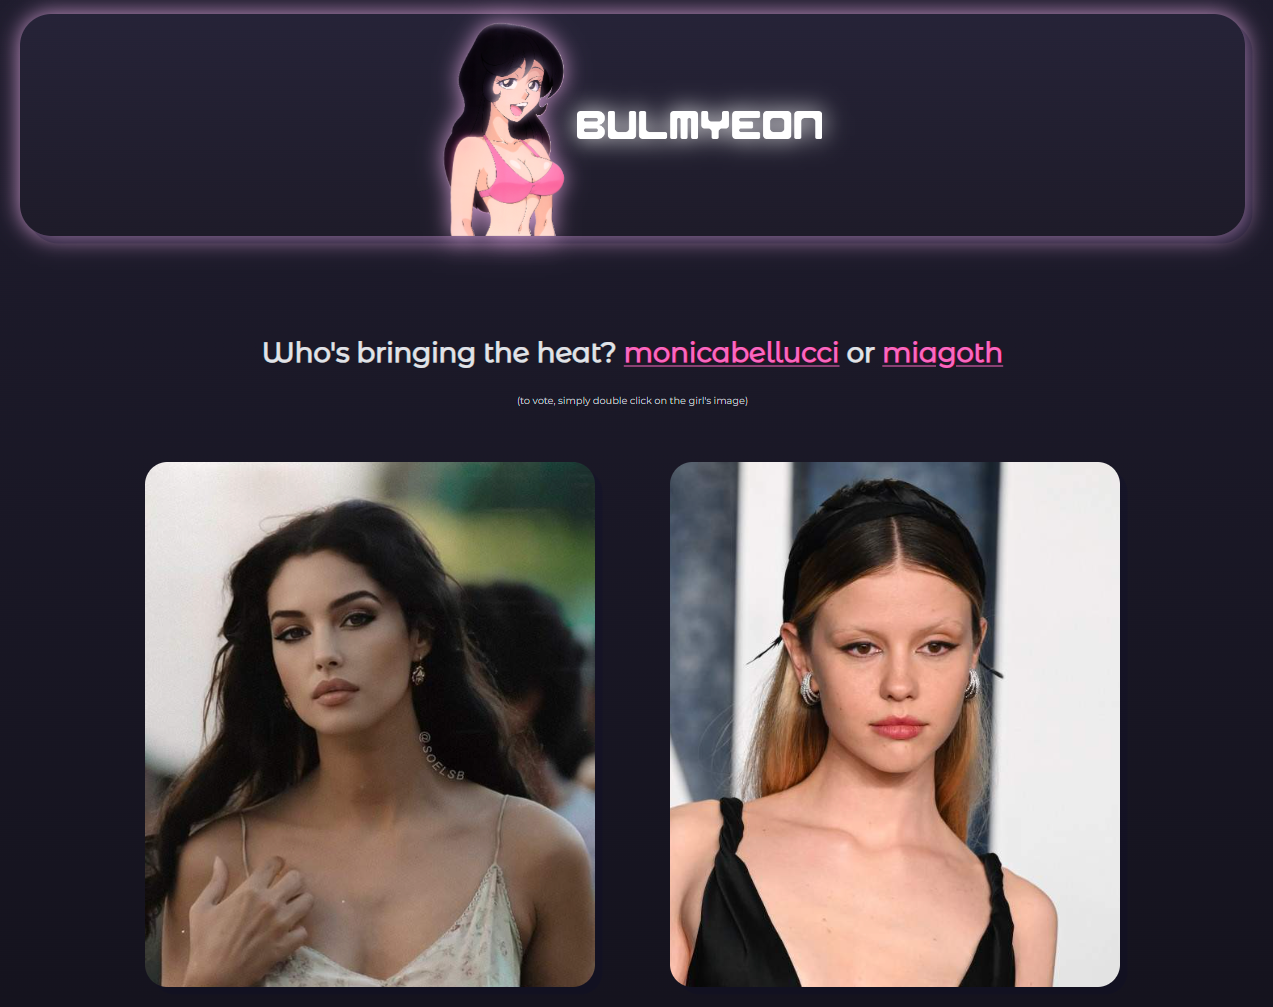 BULMYEON
Who's bringing the heat? monicabellucci or miagoth
(to vote, simply double click on the girl's image)
@SOELSB